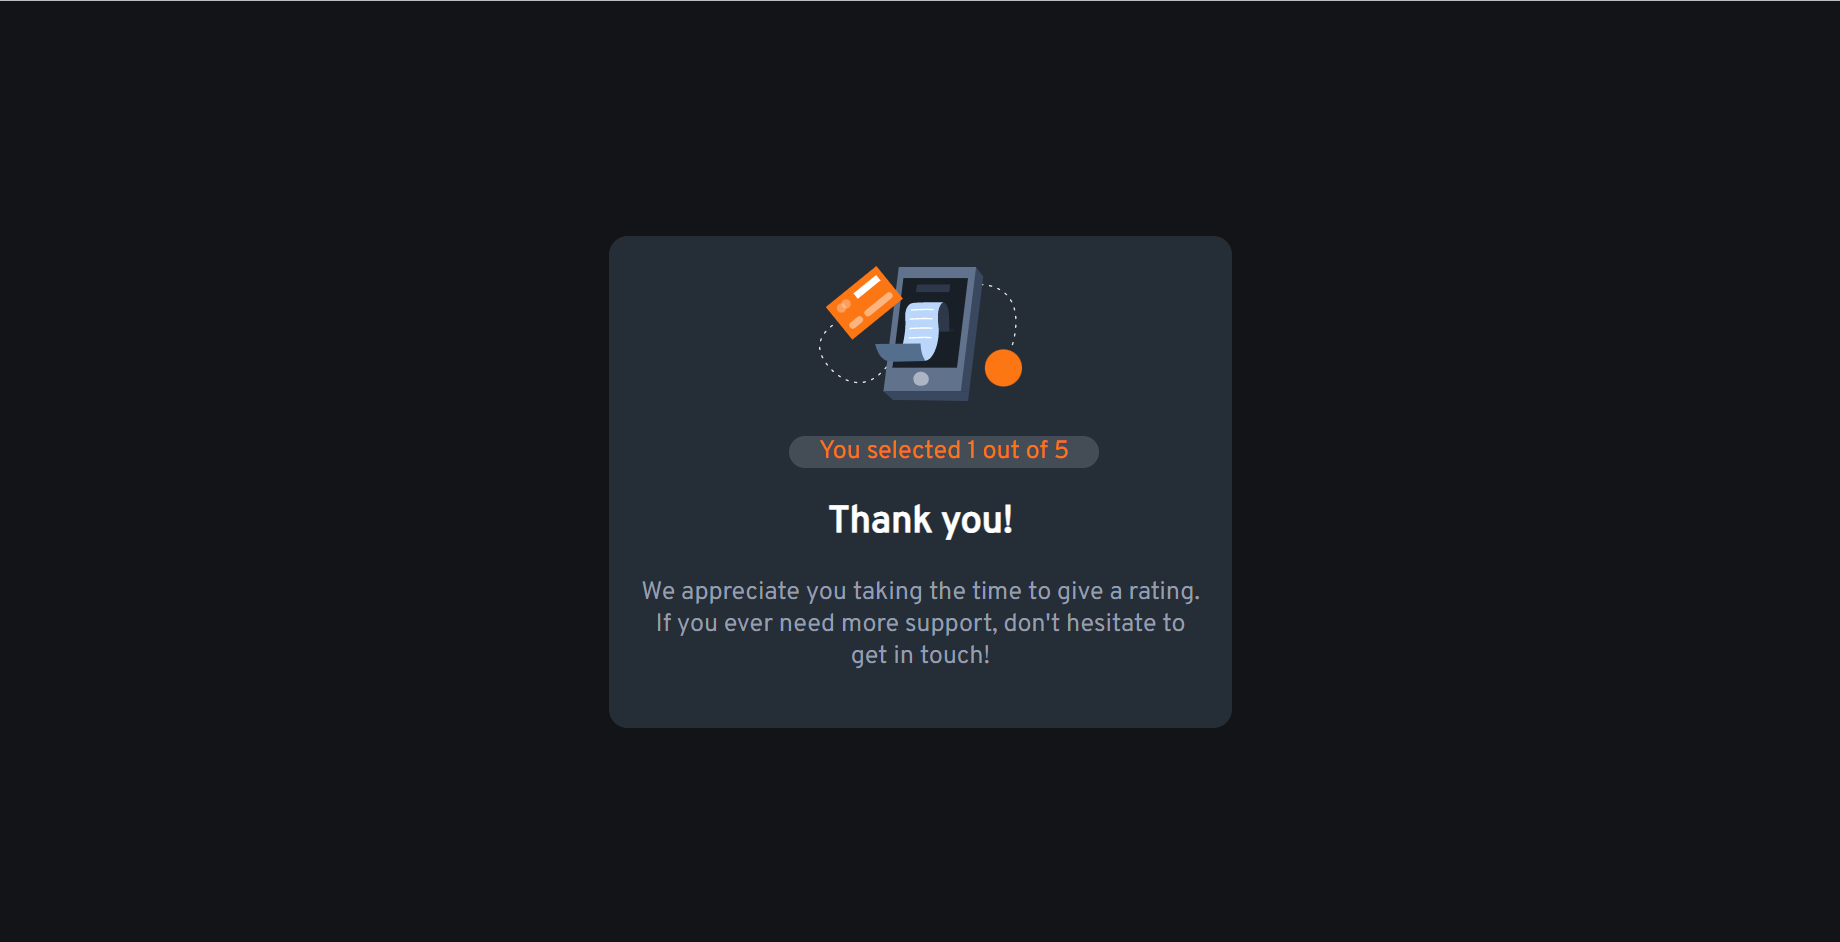 You selected 1 out of 5
Thank you!
We appreciate you taking the time to give a rating.
If you ever need more support, don't hesitate to
get in touch!